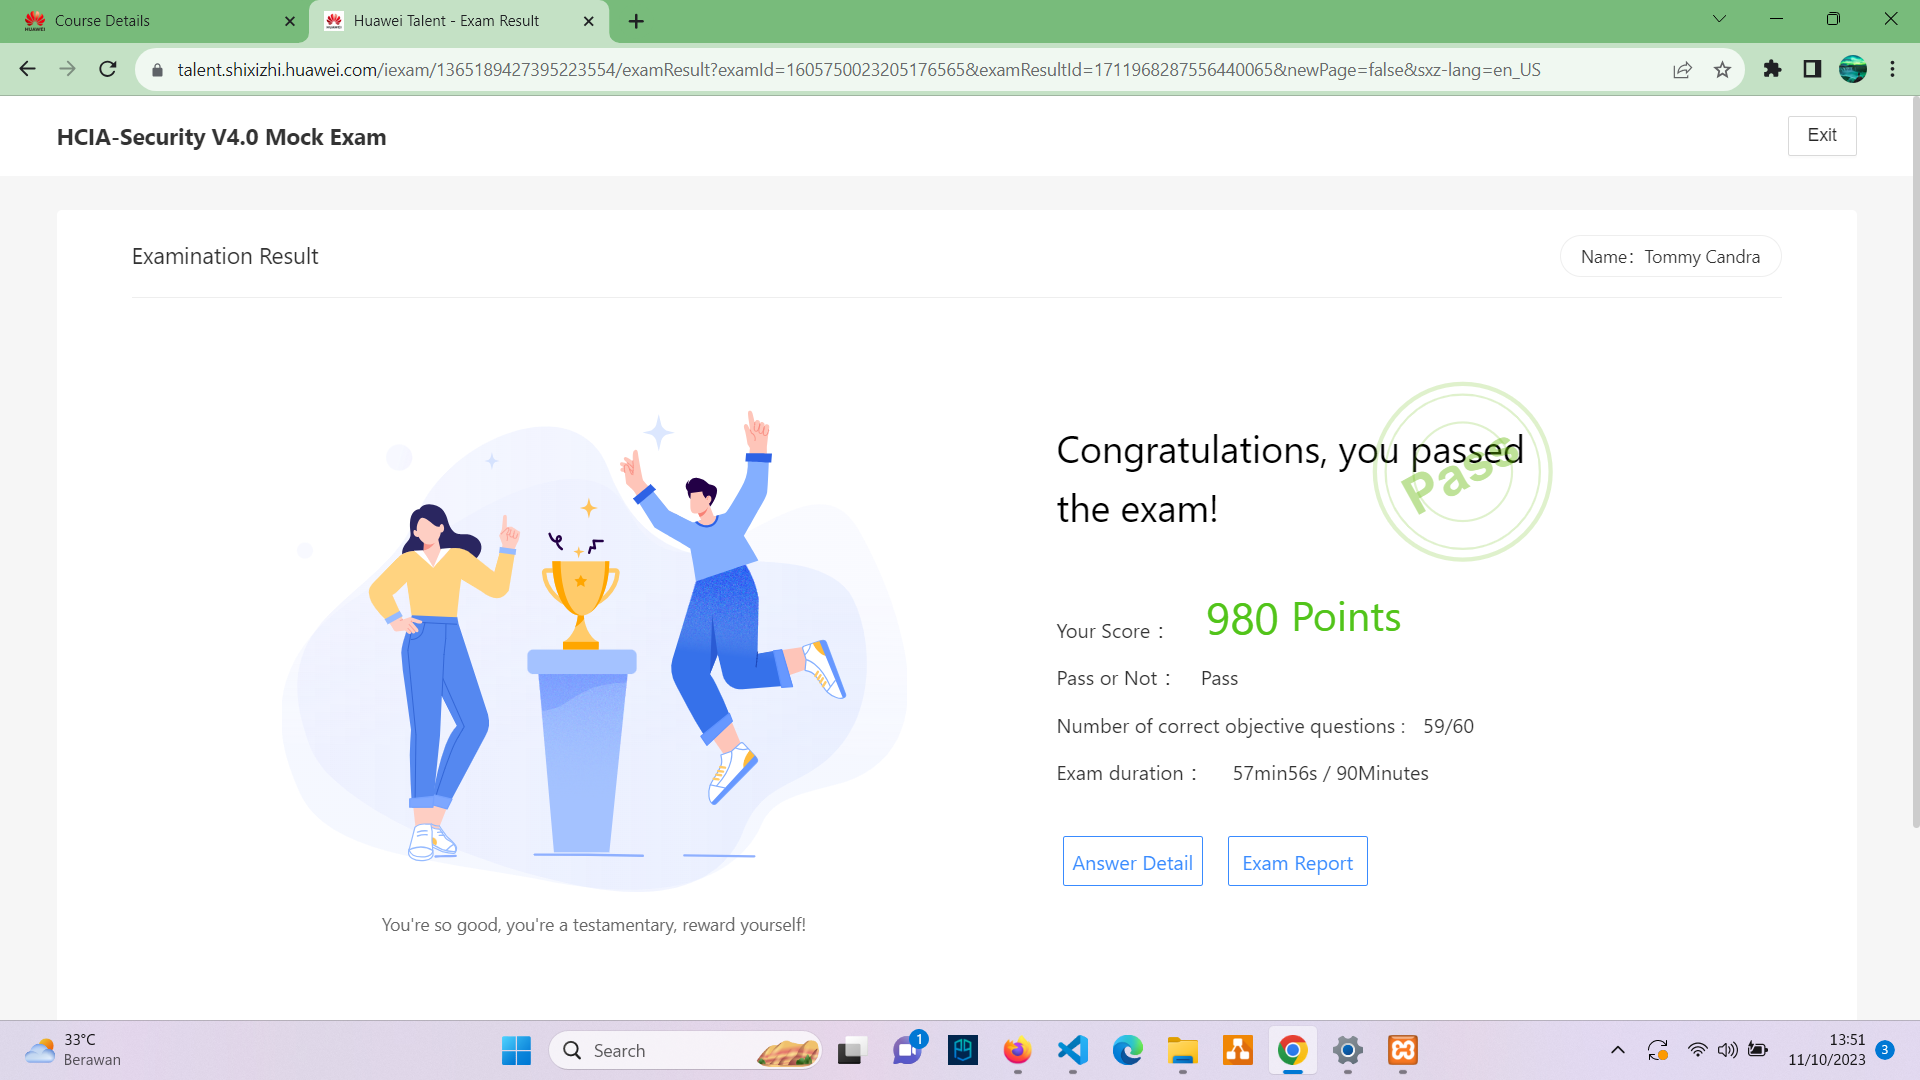 Course Details
Huawei Talent - Exam Result
talent.shixizhi.huawei.com/iexam/1365189427395223554/examResult?examId=1605750023205176565&examResultId=1711968287556440065&newPage=false&sxz-lang=en_US
HCIA-Security V4.0 Mock Exam
Exit
Examination Result
Name：Tommy Candra
Congratulations, you passed
the exam!
Pass
Your Score： 980 Points
Pass or Not： Pass
Number of correct objective questions : 59/60
Exam duration： 57min56s / 90Minutes
Answer Detail
Exam Report
You're so good, you're a testamentary, reward yourself!
33°C
Berawan
Search
1
13:51
11/10/2023
3